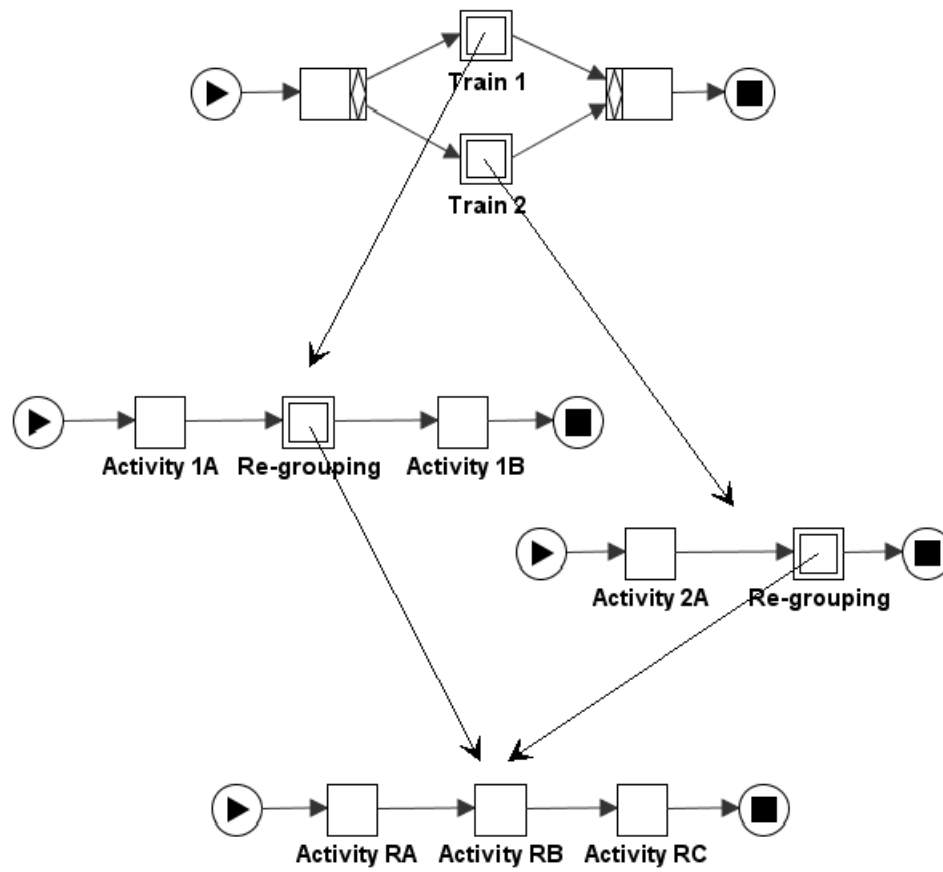 Train 1
Train 2
Activity 1A Re-grouping Activity 1B
Activity 2A Re-grouping
Activity RA Activity RB Activity RC